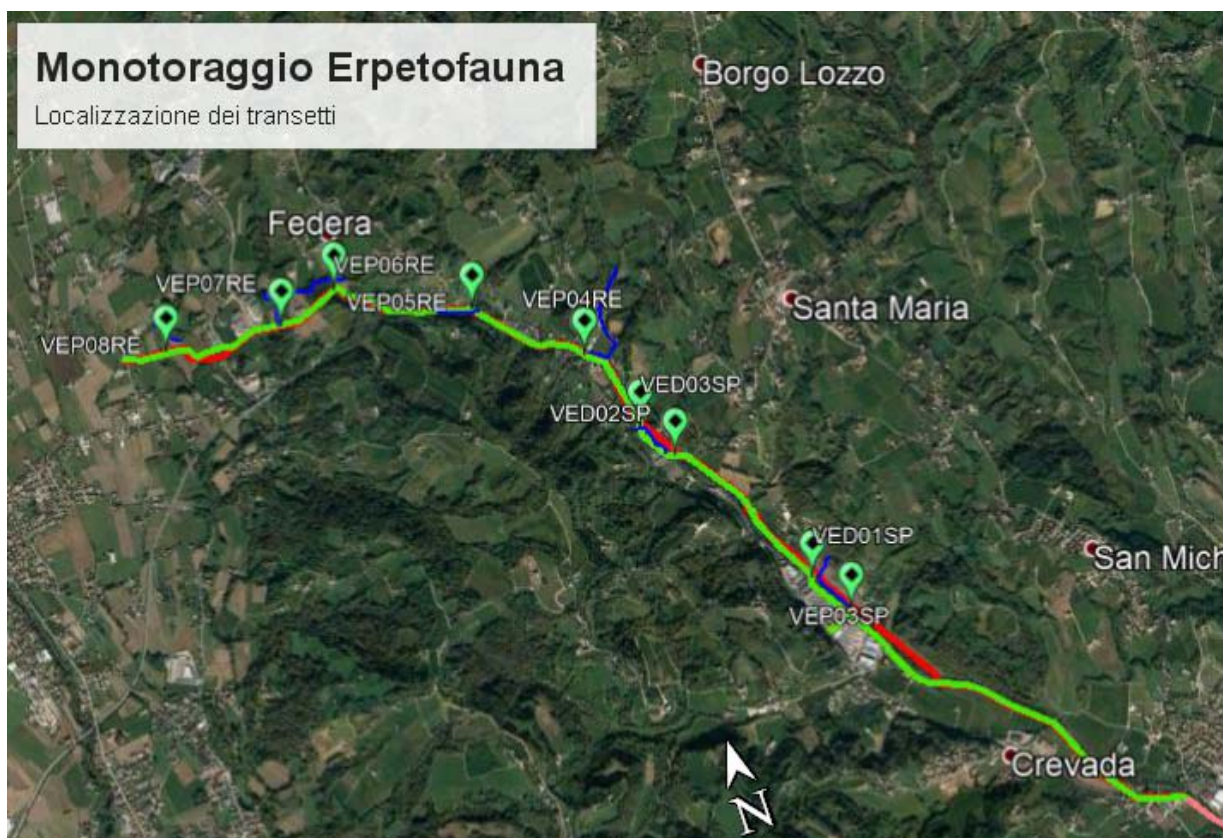 Monotoraggio Erpetofauna
Localizzazione dei transetti
Borgo Lozzo
Federa
VEP06RE
VEP07RE
VEP05RE
VEP04RE
Santa Maria
VEP08RE
VED03SP
VED02SP
VED01SP
San Mich
VEP03SP
Crevada
N